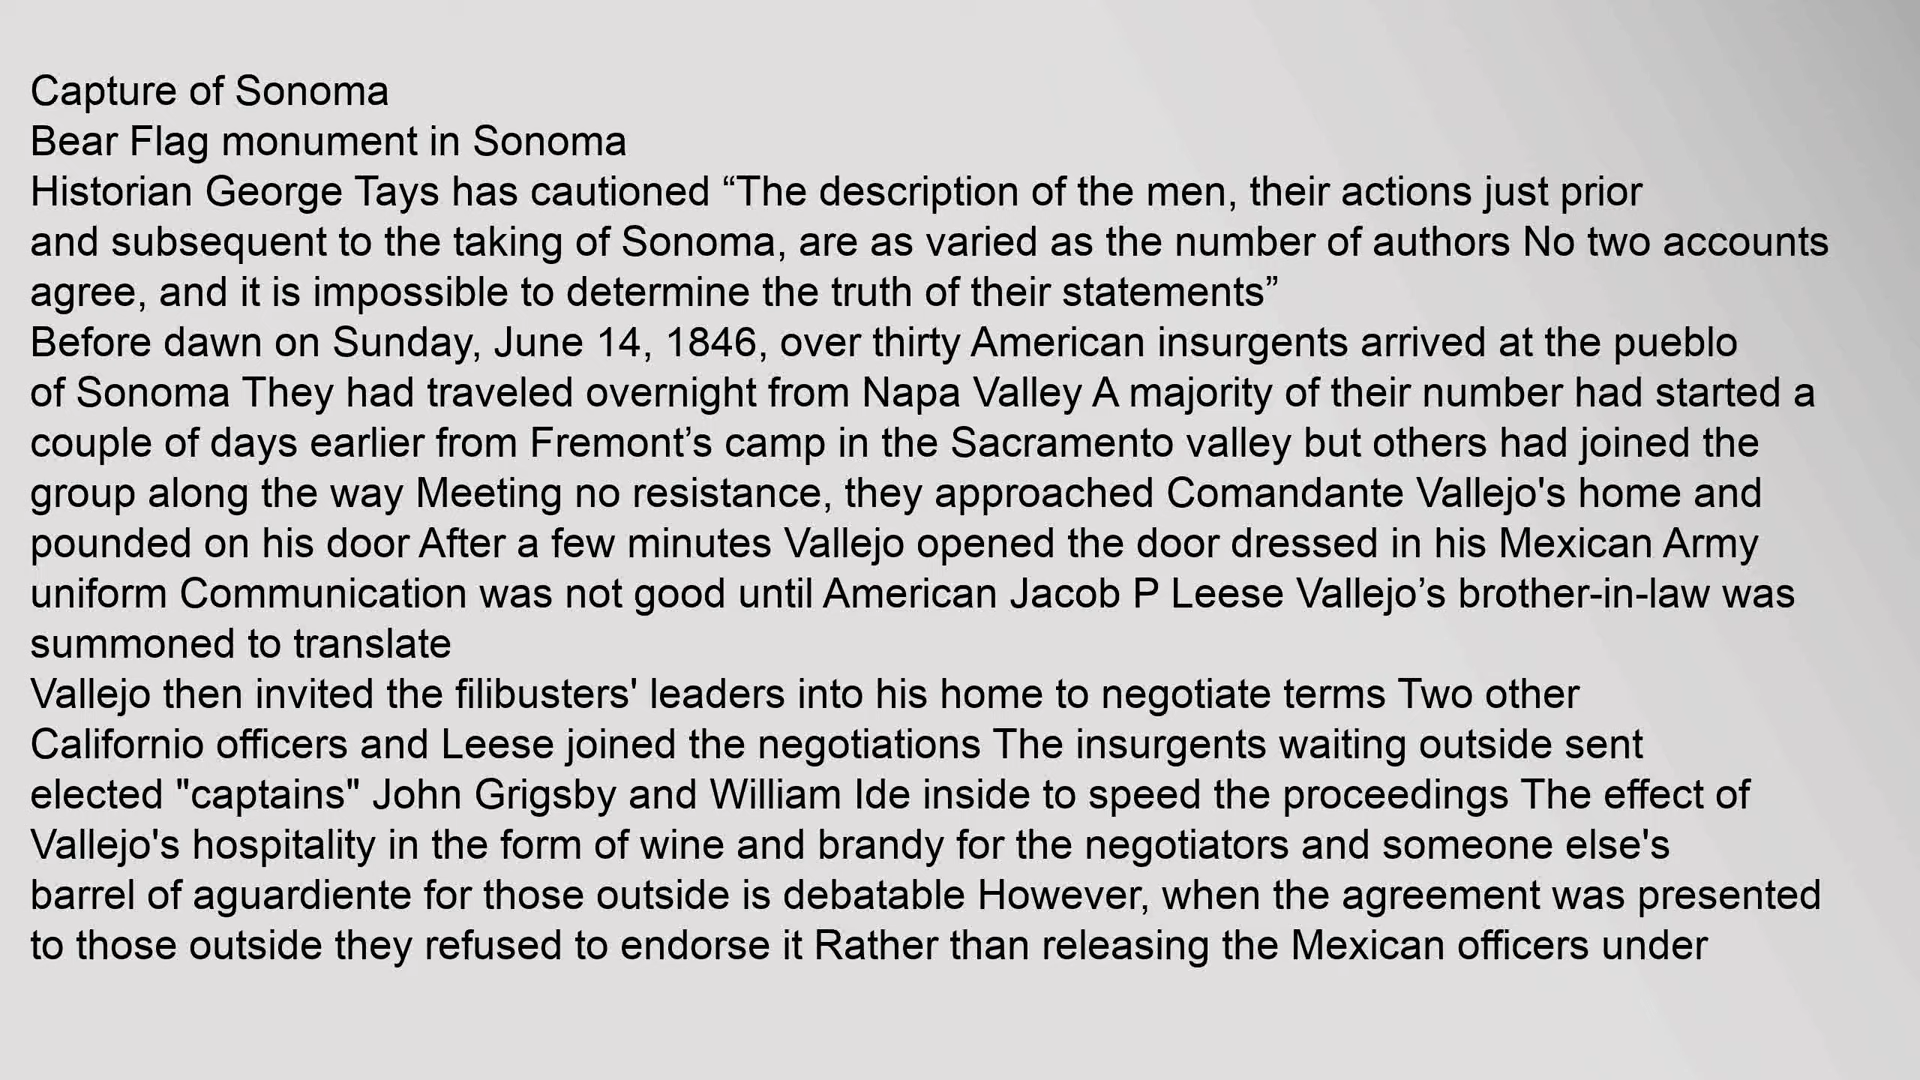 Capture of Sonoma
Bear Flag monument in Sonoma
Historian George Tays has cautioned “The description of the men, their actions just prior
and subsequent to the taking of Sonoma, are as varied as the number of authors No two accounts
agree, and it is impossible to determine the truth of their statements”
Before dawn on Sunday, June 14, 1846, over thirty American insurgents arrived at the pueblo
of Sonoma They had traveled overnight from Napa Valley A majority of their number had started a
couple of days earlier from Fremont’s camp in the Sacramento valley but others had joined the
group along the way Meeting no resistance, they approached Comandante Vallejo's home and
pounded on his door After a few minutes Vallejo opened the door dressed in his Mexican Army
uniform Communication was not good until American Jacob P Leese Vallejo’s brother-in-law was
summoned to translate
Vallejo then invited the filibusters' leaders into his home to negotiate terms Two other
Californio officers and Leese joined the negotiations The insurgents waiting outside sent
elected "captains" John Grigsby and William Ide inside to speed the proceedings The effect of
Vallejo's hospitality in the form of wine and brandy for the negotiators and someone else's
barrel of aguardiente for those outside is debatable However, when the agreement was presented
to those outside they refused to endorse it Rather than releasing the Mexican officers under